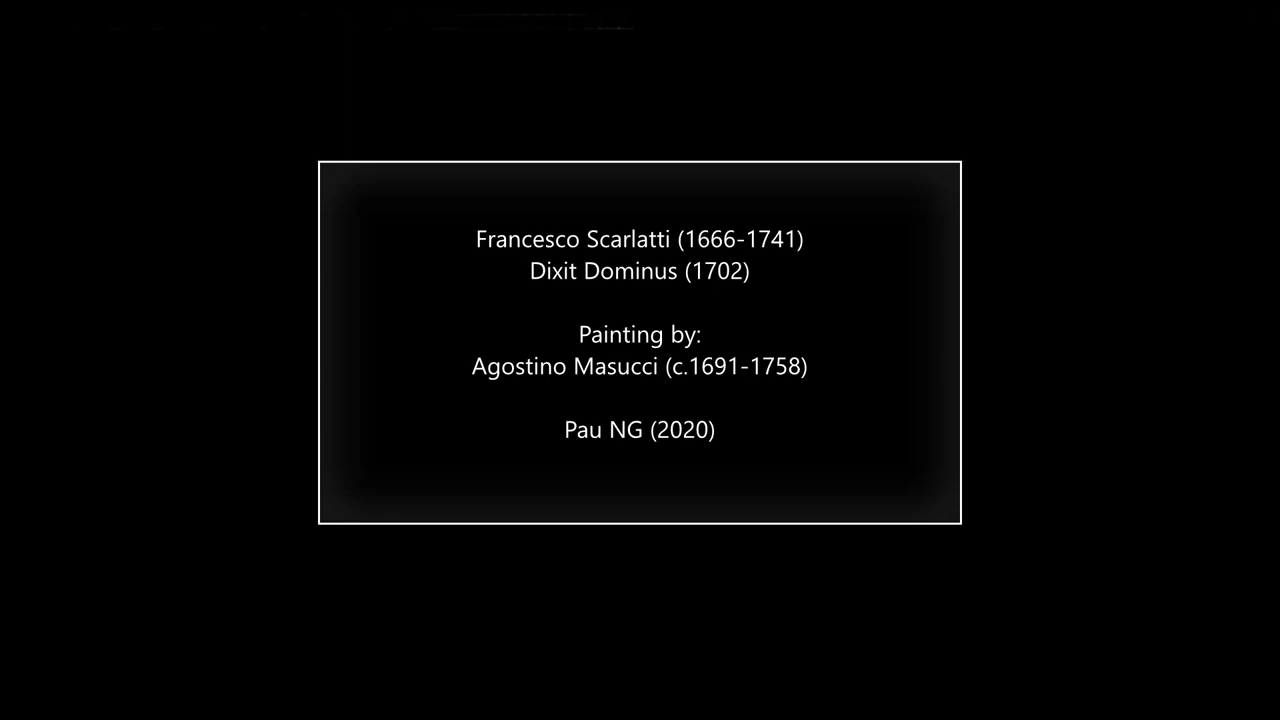 Francesco Scarlatti (1666-1741)
Dixit Dominus (1702)
Painting by:
Agostino Masucci (c.1691-1758)
Pau NG (2020)